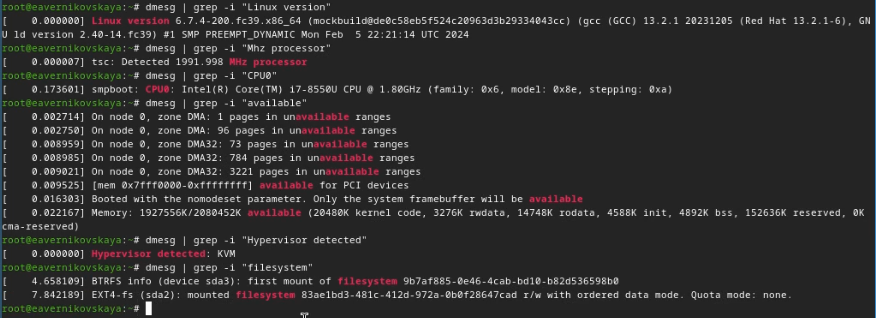 root@eavernikovskaya:~# dmesg | grep -i "Linux version"
[    0.000000] Linux version 6.7.4-200.fc39.x86_64 (mockbuild@de0c58eb5f524c20963d3b29334043cc) (gcc (GCC) 13.2.1 20231205 (Red Hat 13.2.1-6), GN
U ld version 2.40-14.fc39) #1 SMP PREEMPT_DYNAMIC Mon Feb  5 22:21:14 UTC 2024
root@eavernikovskaya:~# dmesg | grep -i "Mhz processor"
[    0.000007] tsc: Detected 1991.998 MHz processor
root@eavernikovskaya:~# dmesg | grep -i "CPU0"
[    0.173601] smpboot: CPU0: Intel(R) Core(TM) i7-8550U CPU @ 1.80GHz (family: 0x6, model: 0x8e, stepping: 0xa)
root@eavernikovskaya:~# dmesg | grep -i "available"
[    0.002714] On node 0, zone DMA: 1 pages in unavailable ranges
[    0.002750] On node 0, zone DMA: 96 pages in unavailable ranges
[    0.008959] On node 0, zone DMA32: 73 pages in unavailable ranges
[    0.008985] On node 0, zone DMA32: 784 pages in unavailable ranges
[    0.009021] On node 0, zone DMA32: 3221 pages in unavailable ranges
[    0.009525] [mem 0x7fff0000-0xffffffff] available for PCI devices
[    0.016303] Booted with the nomodeset parameter. Only the system framebuffer will be available
[    0.022167] Memory: 1927556K/2080452K available (20480K kernel code, 3276K rwdata, 14748K rodata, 4588K init, 4892K bss, 152636K reserved, 0K
cma-reserved)
root@eavernikovskaya:~# dmesg | grep -i "Hypervisor detected"
[    0.000000] Hypervisor detected: KVM
root@eavernikovskaya:~# dmesg | grep -i "filesystem"
[    4.658109] BTRFS info (device sda3): first mount of filesystem 9b7af885-0e46-4cab-bd10-b82d536598b0
[    7.842189] EXT4-fs (sda2): mounted filesystem 83ae1bd3-481c-412d-972a-0b0f28647cad r/w with ordered data mode. Quota mode: none.
root@eavernikovskaya:~#